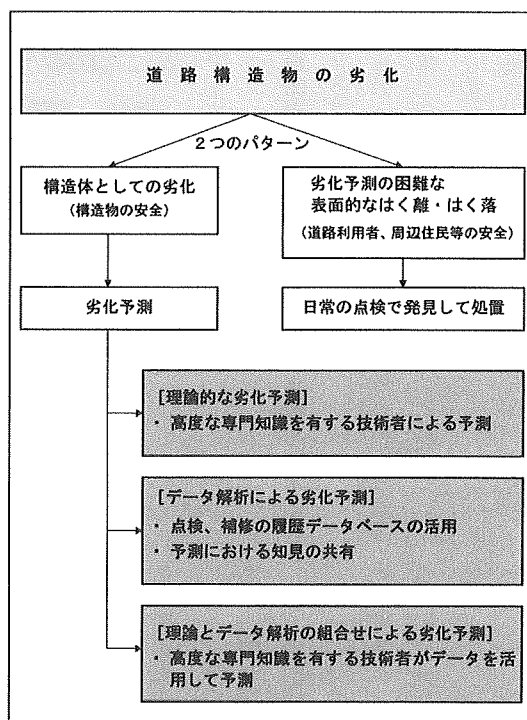 道路構造物の劣化
2つのパターン
構造体としての劣化
（構造物の安全）
劣化予測の困難な
表面的なはく離・はく落
（道路利用者、周辺住民等の安全）
劣化予測
日常の点検で発見して処置
［理論的な劣化予測］
・ 高度な専門知識を有する技術者による予測
［データ解析による劣化予測］
・ 点検、補修の履歴データベースの活用
・ 予測における知見の共有
［理論とデータ解析の組合せによる劣化予測］
・ 高度な専門知識を有する技術者がデータを活
用して予測